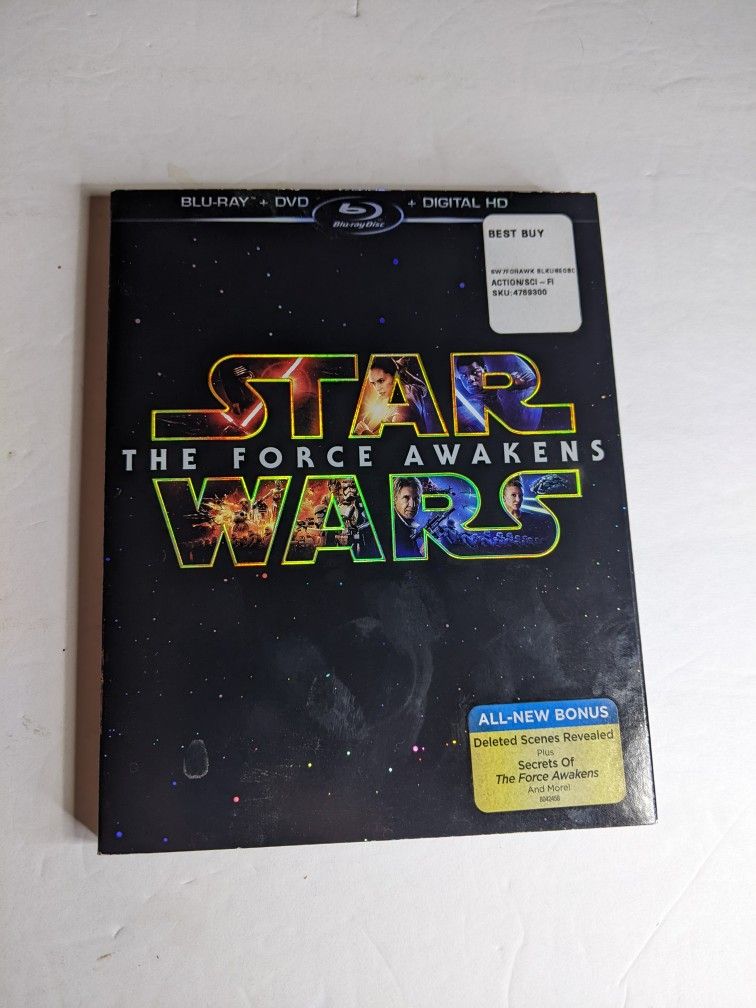 BLU-RAY™ + DVD + DIGITAL HD
Blu-ray Disc
BEST BUY
ACTION/SCI – FI
SKU:4769300
STAR
THE FORCE AWAKENS
WARS
ALL-NEW BONUS
Deleted Scenes Revealed
Plus
Secrets Of
The Force Awakens
And More!